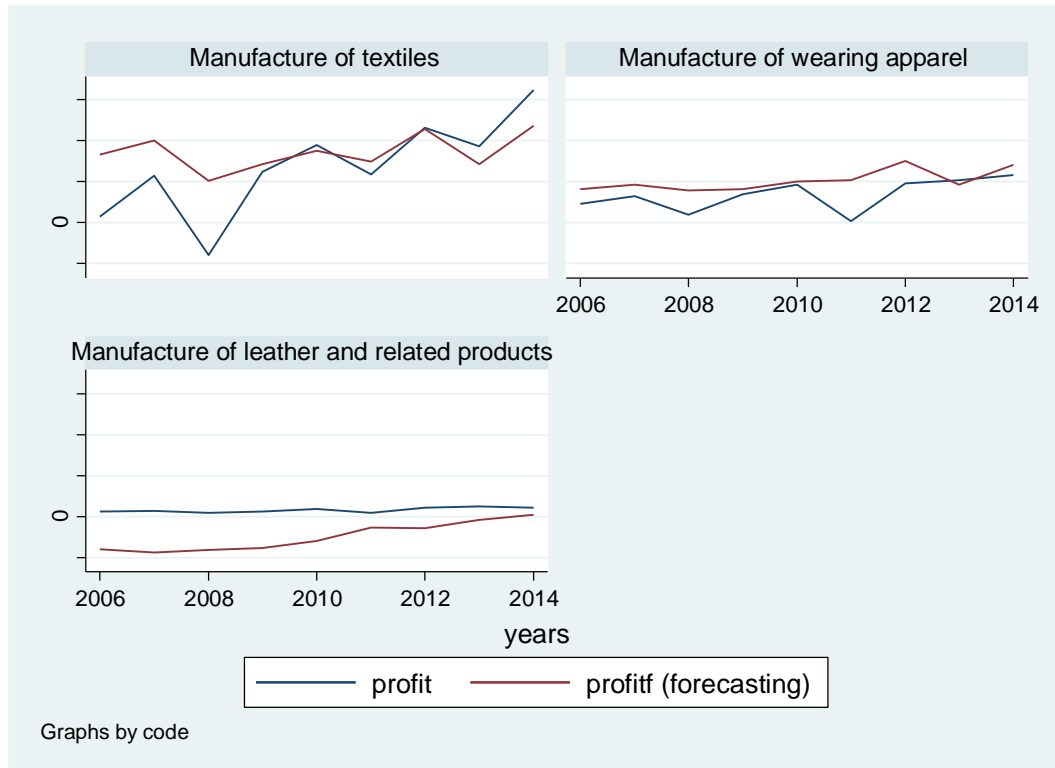 Manufacture of textiles
Manufacture of wearing apparel
0
2006 2008 2010 2012 2014
Manufacture of leather and related products
0
2006 2008 2010 2012 2014
years
profit profitf (forecasting)
Graphs by code